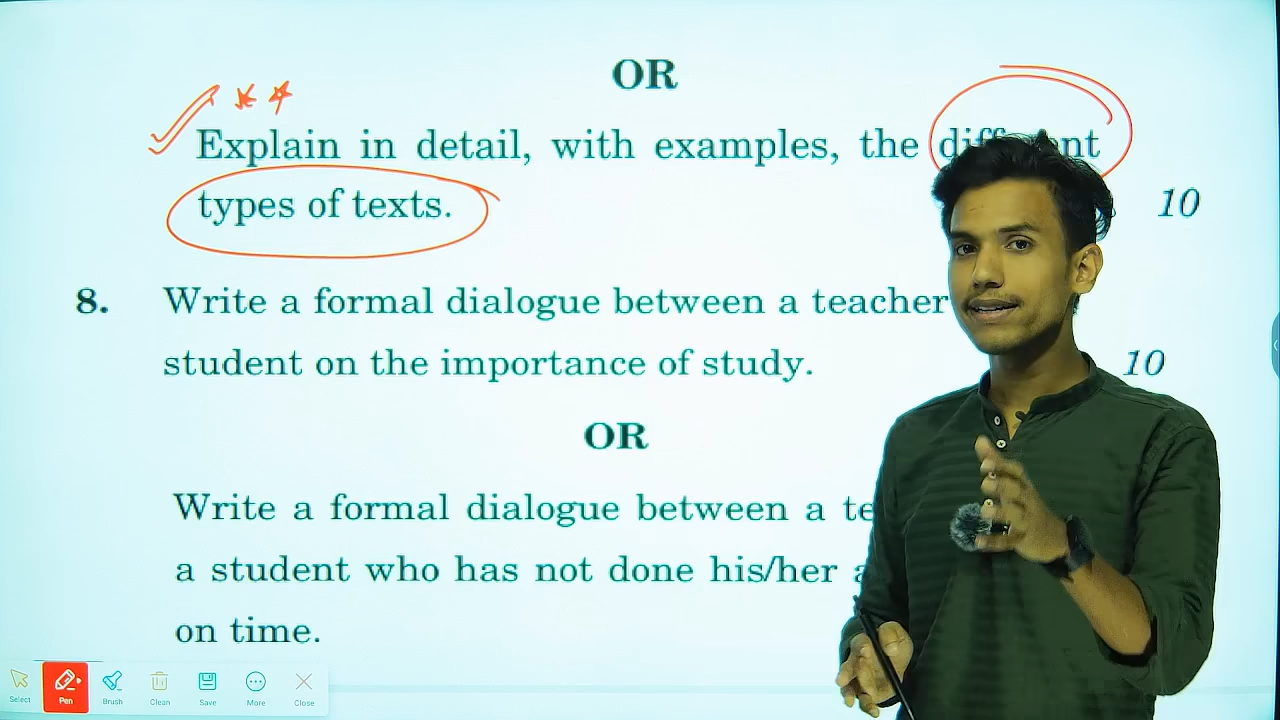 OR
Explain in detail, with examples, the
types of texts.
10
8. Write a formal dialogue between a teacher
student on the importance of study.
10
OR
Write a formal dialogue between a
a student who has not done his/her
on time.
Select Pen Brush Clean Save More Close